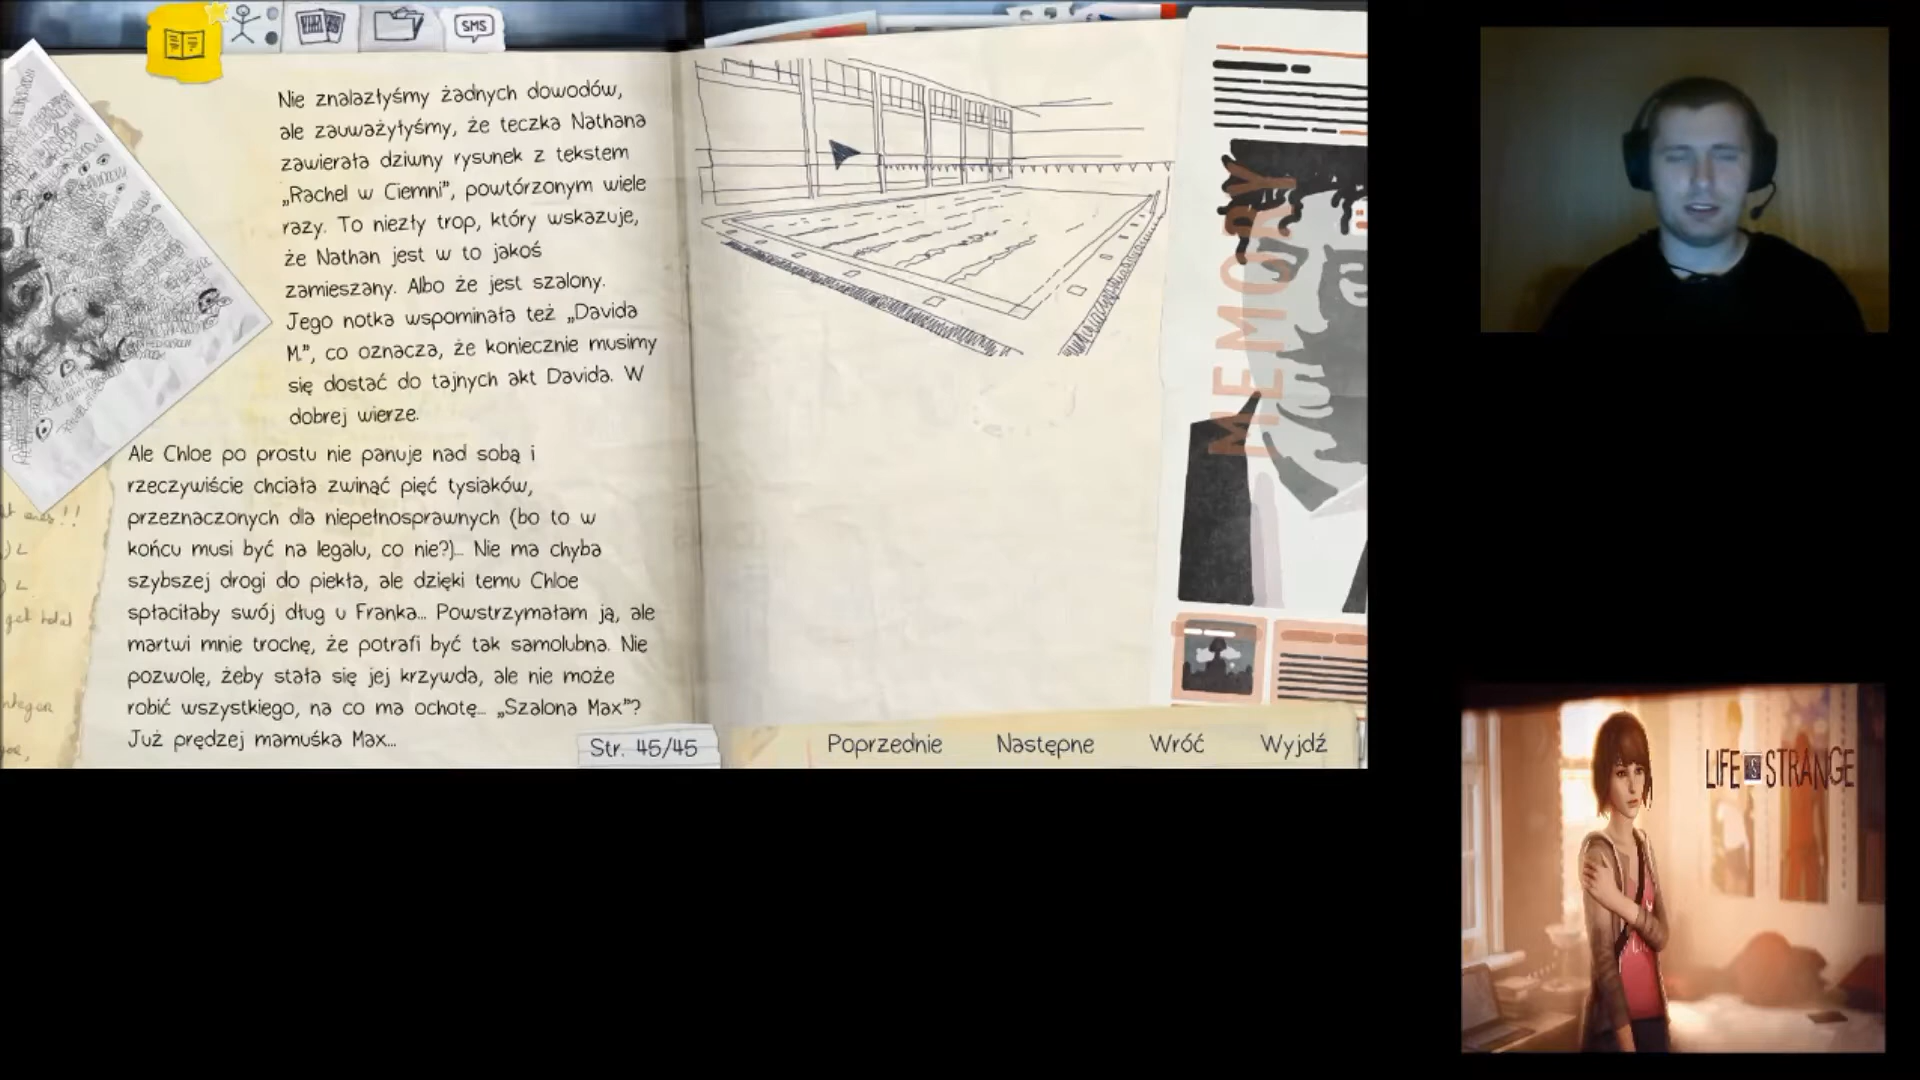 SMS
Nie znalazłyśmy żadnych dowodów,
ale zauważyłyśmy, że teczka Nathana
zawierała dziwny rysunek z tekstem
„Rachel w Ciemni”, powtórzonym wiele
razy. To niezły trop, który wskazuje,
że Nathan jest w to jakoś
zamieszany. Albo że jest szalony.
Jego notka wspominała też „Davida
M.”, co oznacza, że koniecznie musimy
się dostać do tajnych akt Davida. W
dobrej wierze.
Ale Chloe po prostu nie panuje nad sobą i
rzeczywiście chciała zwinąć pięć tysiaków,
przeznaczonych dla niepełnosprawnych (bo to w
końcu musi być na legalu, co nie?)... Nie ma chyba
szybszej drogi do piekła, ale dzięki temu Chloe
spłaciłaby swój dług u Franka... Powstrzymałam ją, ale
martwi mnie trochę, że potrafi być tak samolubna. Nie
pozwolę, żeby stała się jej krzywda, ale nie może
robić wszystkiego, na co ma ochotę... „Szalona Max”?
Już prędzej mamuśka Max...
Str. 45/45
MEMORY
Poprzednie
Następne
Wróć
Wyjdź
LIFE IS STRANGE